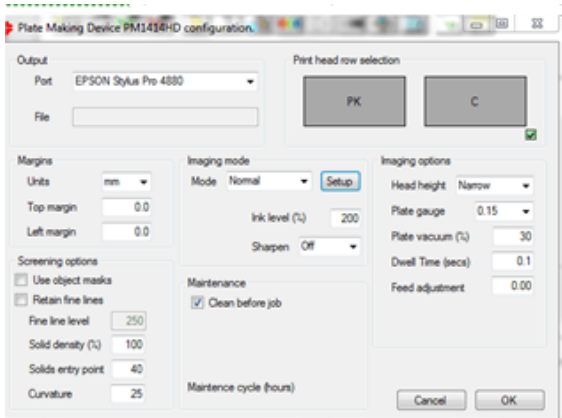 Plate Making Device PM1414HD configuration.
Output
Port EPSON Stylus Pro 4880
File
Print head row selection
PK C
Margins
Units mm
Top margin 0.0
Left margin 0.0
Imaging mode
Mode Normal Setup
Ink level (%) 200
Sharpen Off
Imaging options
Head height Narrow
Plate gauge 0.15
Plate vacuum (%) 30
Dwell Time (secs) 0.1
Feed adjustment 0.00
Screening options
Use object masks
Retain fine lines
Fine line level 250
Solid density (%) 100
Solids entry point 40
Curvature 25
Maintenance
Clean before job
Maintence cycle (hours)
Cancel OK